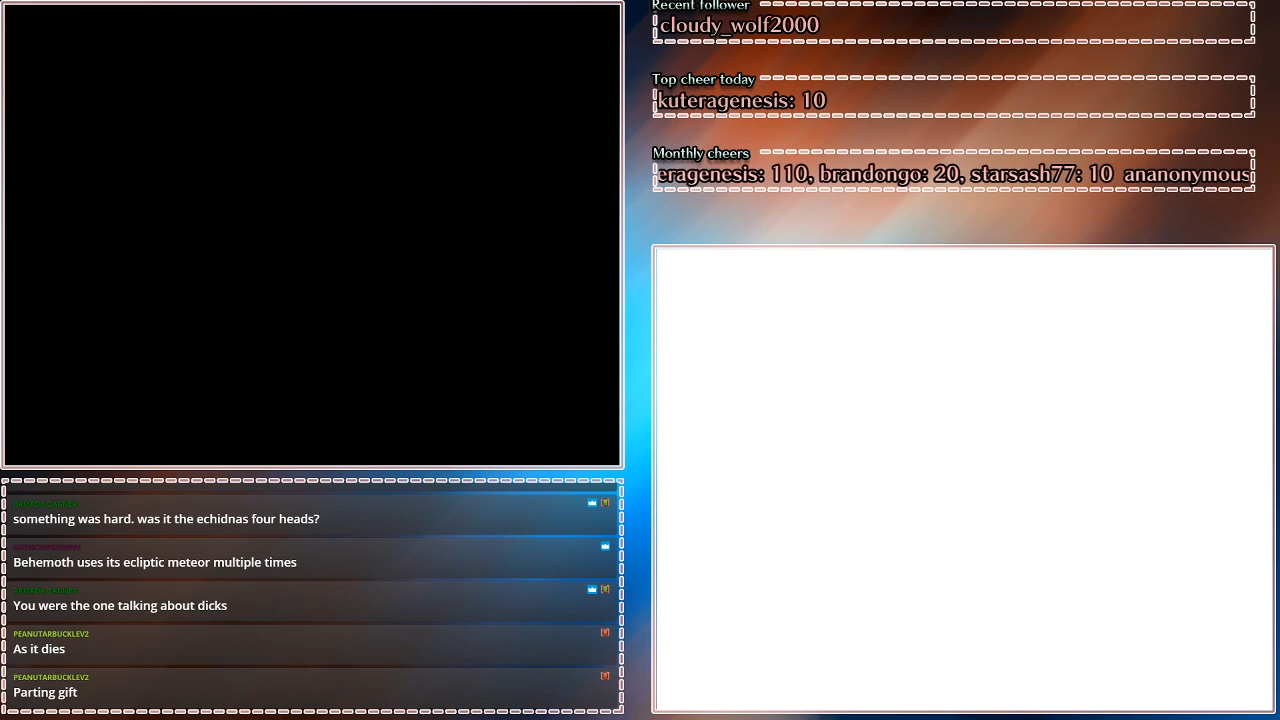 Recent follower
cloudy_wolf2000
Top cheer today
kuteragenesis: 10
Monthly cheers
eragenesis: 110, brandongo: 20, starsash77: 10 ananonymous
something was hard. was it the echidnas four heads?
Behemoth uses its ecliptic meteor multiple times
You were the one talking about dicks
PEANUTARBUCKLEV2
As it dies
PEANUTARBUCKLEV2
Parting gift